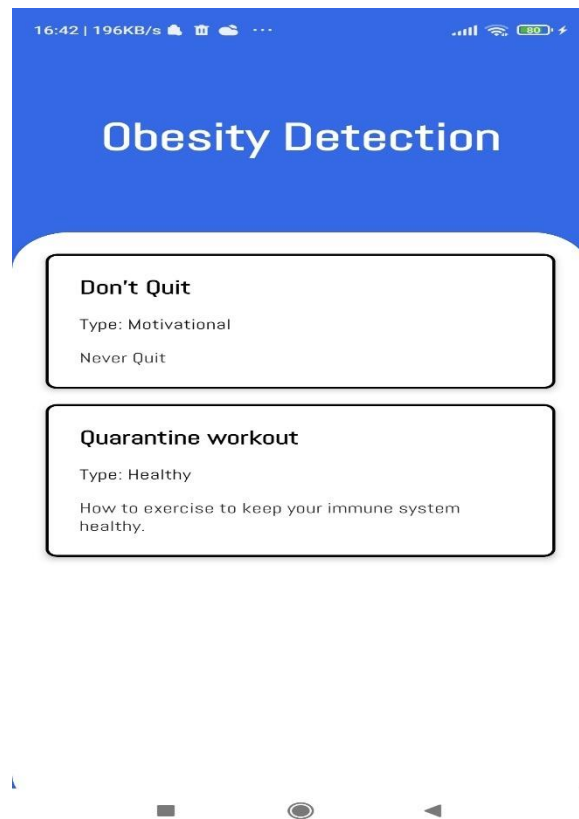 16:42 | 196KB/s ... 80
Obesity Detection
Don't Quit
Type: Motivational
Never Quit
Quarantine workout
Type: Healthy
How to exercise to keep your immune system
healthy.